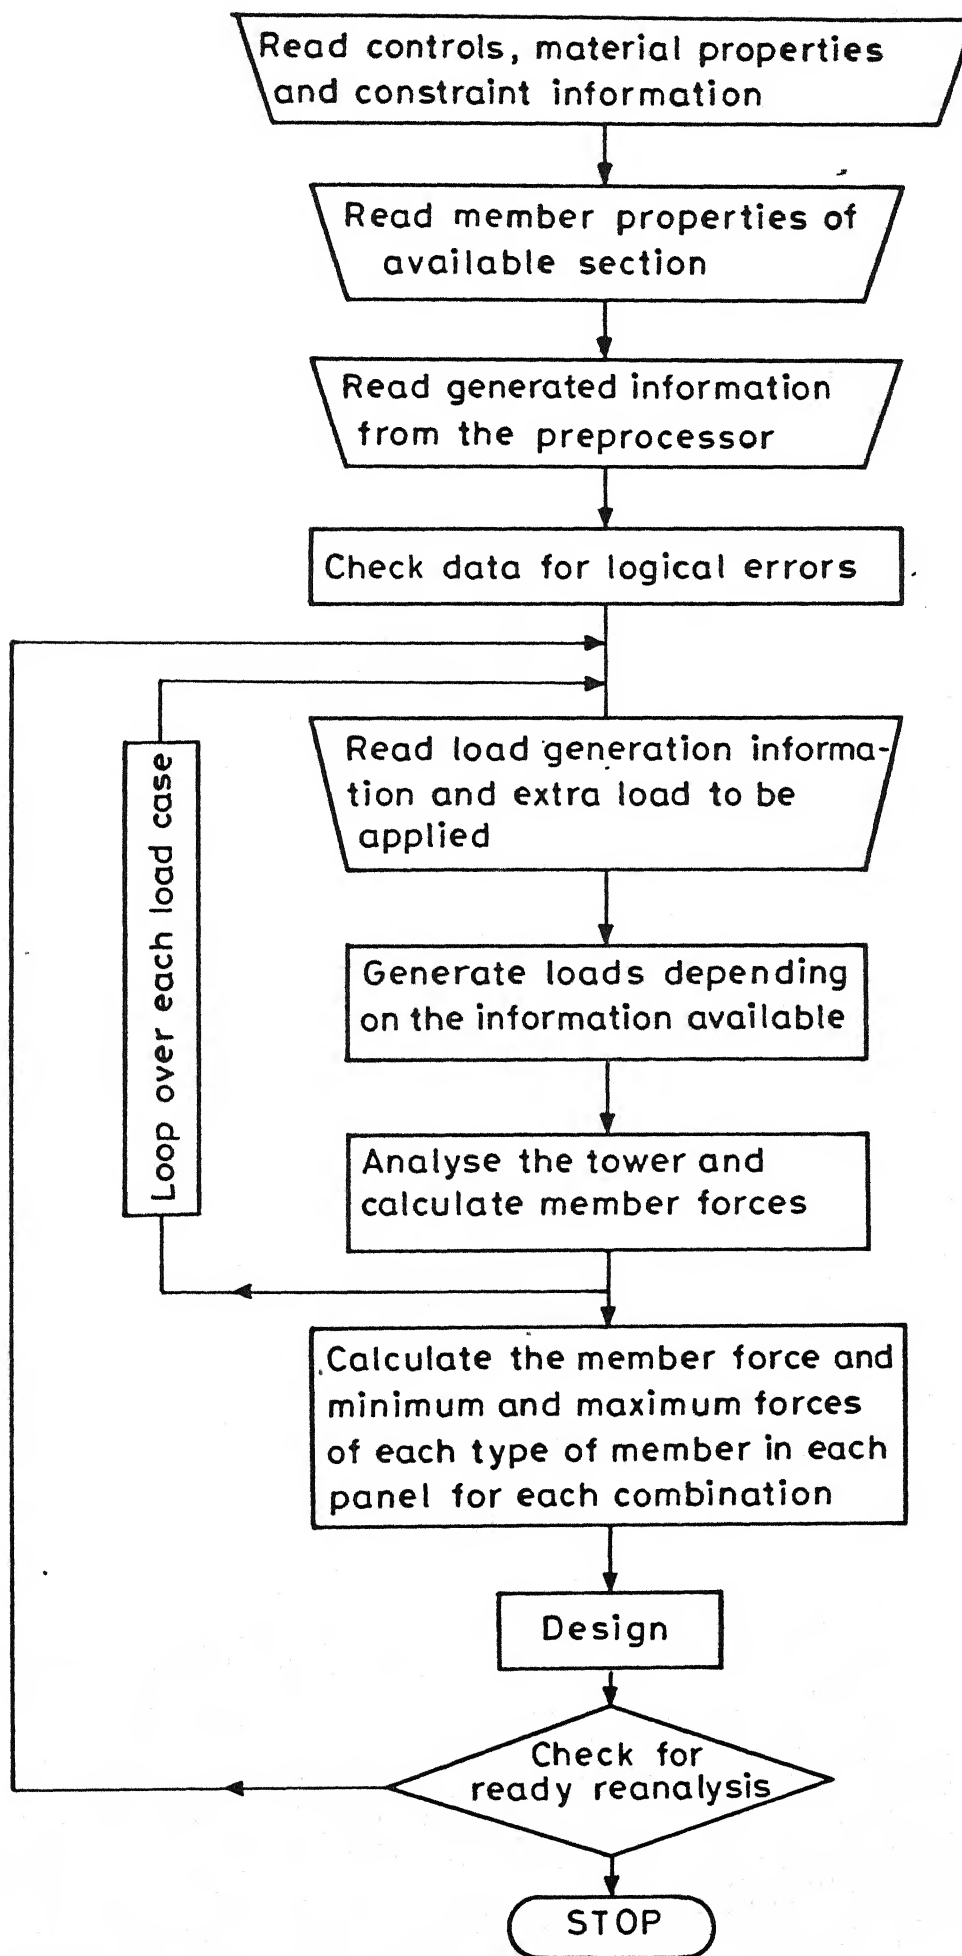 Read controls, material properties
and constraint information
Read member properties of
available section
Read generated information
from the preprocessor
Check data for logical errors
Read load generation informa-
tion and extra load to be
applied
Loop over each load case
Generate loads depending
on the information available
Analyse the tower and
calculate member forces
Calculate the member force and
minimum and maximum forces
of each type of member in each
panel for each combination
Design
Check for
ready reanalysis
STOP